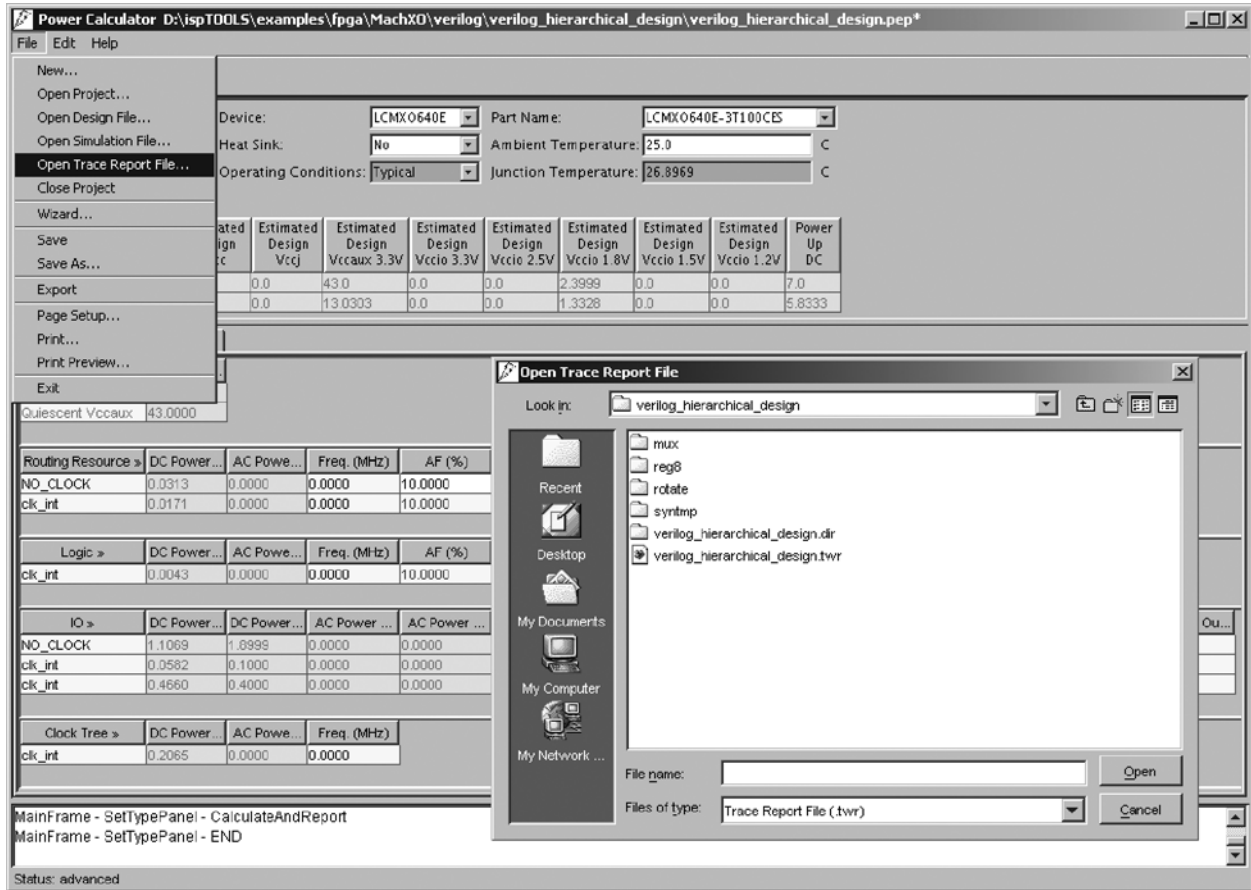 Power Calculator D:\ispTOOLS\examples\fpga\MachXO\verilog\verilog_hierarchical_design\verilog_hierarchical_design.pep*
File Edit Help
New...
Open Project...
Open Design File...
Open Simulation File...
Open Trace Report File...
Close Project
Wizard...
Save
Save As...
Export
Page Setup...
Print...
Print Preview...
Exit
Device: LCMXO640E Part Name: LCMXO640E-3T100CES
Heat Sink: No Ambient Temperature: 25.0 C
Operating Conditions: Typical Junction Temperature: 26.8969 C
Estimated Estimated Estimated Estimated Estimated Estimated Estimated Power
Design Design Design Design Design Design Design Up
Vccj Vccaux 3.3V Vccio 3.3V Vccio 2.5V Vccio 1.8V Vccio 1.5V Vccio 1.2V DC
0.0 43.0 0.0 0.0 2.3999 0.0 0.0 7.0
0.0 13.0303 0.0 0.0 1.3328 0.0 0.0 5.8333
Quiescent Vccaux 43.0000
Routing Resource » DC Power... AC Powe... Freq. (MHz) AF (%)
NO_CLOCK 0.0313 0.0000 0.0000 10.0000
clk_int 0.0171 0.0000 0.0000 10.0000
Logic » DC Power... AC Powe... Freq. (MHz) AF (%)
clk_int 0.0043 0.0000 0.0000 10.0000
IO » DC Power... DC Power... AC Power ... AC Power ... Ou...
NO_CLOCK 1.1069 1.8999 0.0000 0.0000
clk_int 0.0582 0.1000 0.0000 0.0000
clk_int 0.4660 0.4000 0.0000 0.0000
Clock Tree » DC Power... AC Powe... Freq. (MHz)
clk_int 0.2065 0.0000 0.0000
Open Trace Report File
Look in: verilog_hierarchical_design
Recent
Desktop
My Documents
My Computer
My Network ...
mux
reg8
rotate
syntmp
verilog_hierarchical_design.dir
verilog_hierarchical_design.twr
File name: Open
Files of type: Trace Report File (.twr) Cancel
MainFrame - SetTypePanel - CalculateAndReport
MainFrame - SetTypePanel - END
Status: advanced